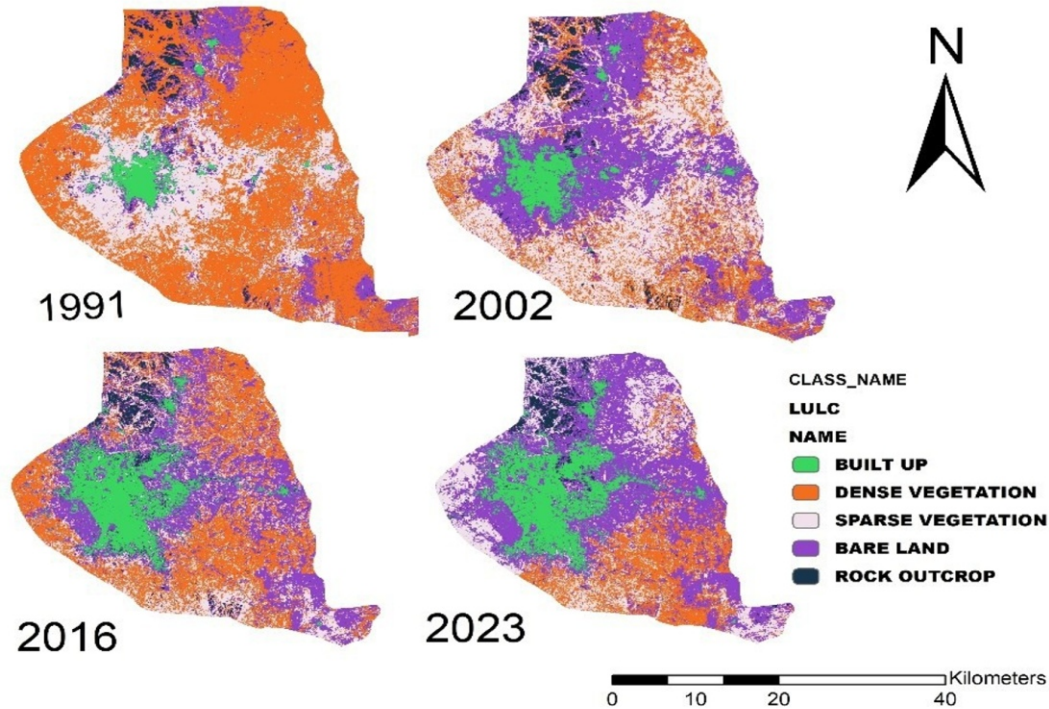 N
1991
2002
2016
2023
CLASS_NAME
LULC
NAME
BUILT UP
DENSE VEGETATION
SPARSE VEGETATION
BARE LAND
ROCK OUTCROP
Kilometers
0 10 20 40